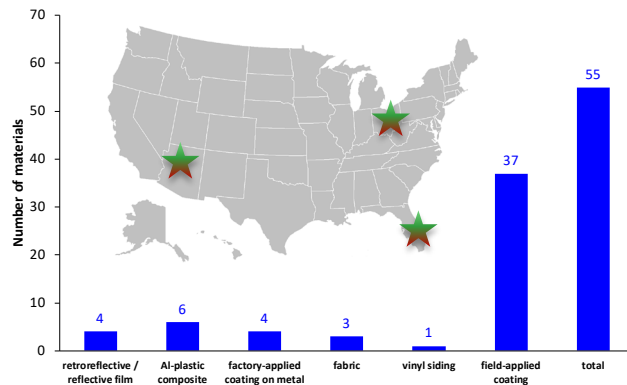 70
60
50
40
30
20
10
0
Number of materials
4
6
4
3
1
37
55
retroreflective /
reflective film
Al-plastic
composite
factory-applied
coating on metal
fabric
vinyl siding
field-applied
coating
total